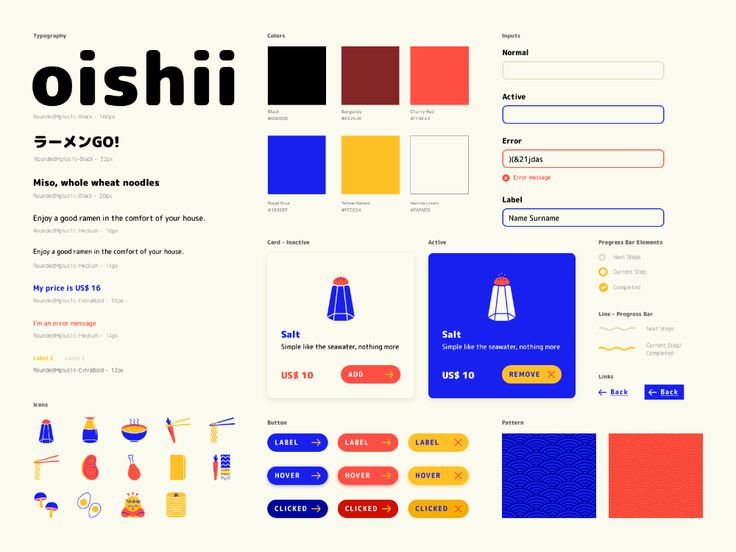 Typography
oishii
RoundedMplus1c-Black - 160px
ラーメンGO!
RoundedMplus1c-Black - 32px
Miso, whole wheat noodles
RoundedMplus1c-Black - 20px
Enjoy a good ramen in the comfort of your house.
RoundedMplus1c-Medium - 16px
Enjoy a good ramen in the comfort of your house.
RoundedMplus1c-Medium - 14px
My price is US$ 16
RoundedMplus1c-ExtraBold - 16px
I'm an error message
RoundedMplus1c-Medium - 14px
Label 2 Label 2
RoundedMplus1c-ExtraBold - 12px
Icons
Colors
Black
#000000
Burgundy
Cherry Red
Royal Blue
Yellow Ramen
Vanilla cream
#FAFAED
Card - Inactive
Salt
Simple like the seawater, nothing more
US$ 10
ADD
Active
Salt
Simple like the seawater, nothing more
US$ 10
REMOVE
Button
LABEL LABEL LABEL
HOVER HOVER HOVER
CLICKED CLICKED CLICKED
Inputs
Normal
Active
Error
)(&21jdas
Error message
Label
Name Surname
Progress Bar Elements
Next Steps
Current Step
Completed
Line - Progress Bar
Next Steps
Current Step/
Completed
Links
Back Back
Pattern